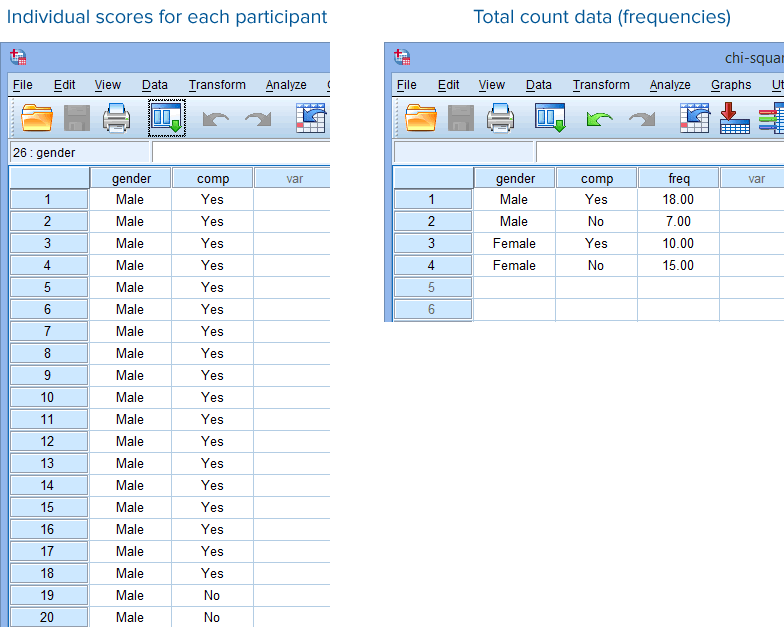 Individual scores for each participant
File Edit View Data Transform Analyze
26 : gender
gender comp var
1 Male Yes
2 Male Yes
3 Male Yes
4 Male Yes
5 Male Yes
6 Male Yes
7 Male Yes
8 Male Yes
9 Male Yes
10 Male Yes
11 Male Yes
12 Male Yes
13 Male Yes
14 Male Yes
15 Male Yes
16 Male Yes
17 Male Yes
18 Male Yes
19 Male No
20 Male No
Total count data (frequencies)
chi-squar
File Edit View Data Transform Analyze Graphs Ut
gender comp freq var
1 Male Yes 18.00
2 Male No 7.00
3 Female Yes 10.00
4 Female No 15.00
5
6